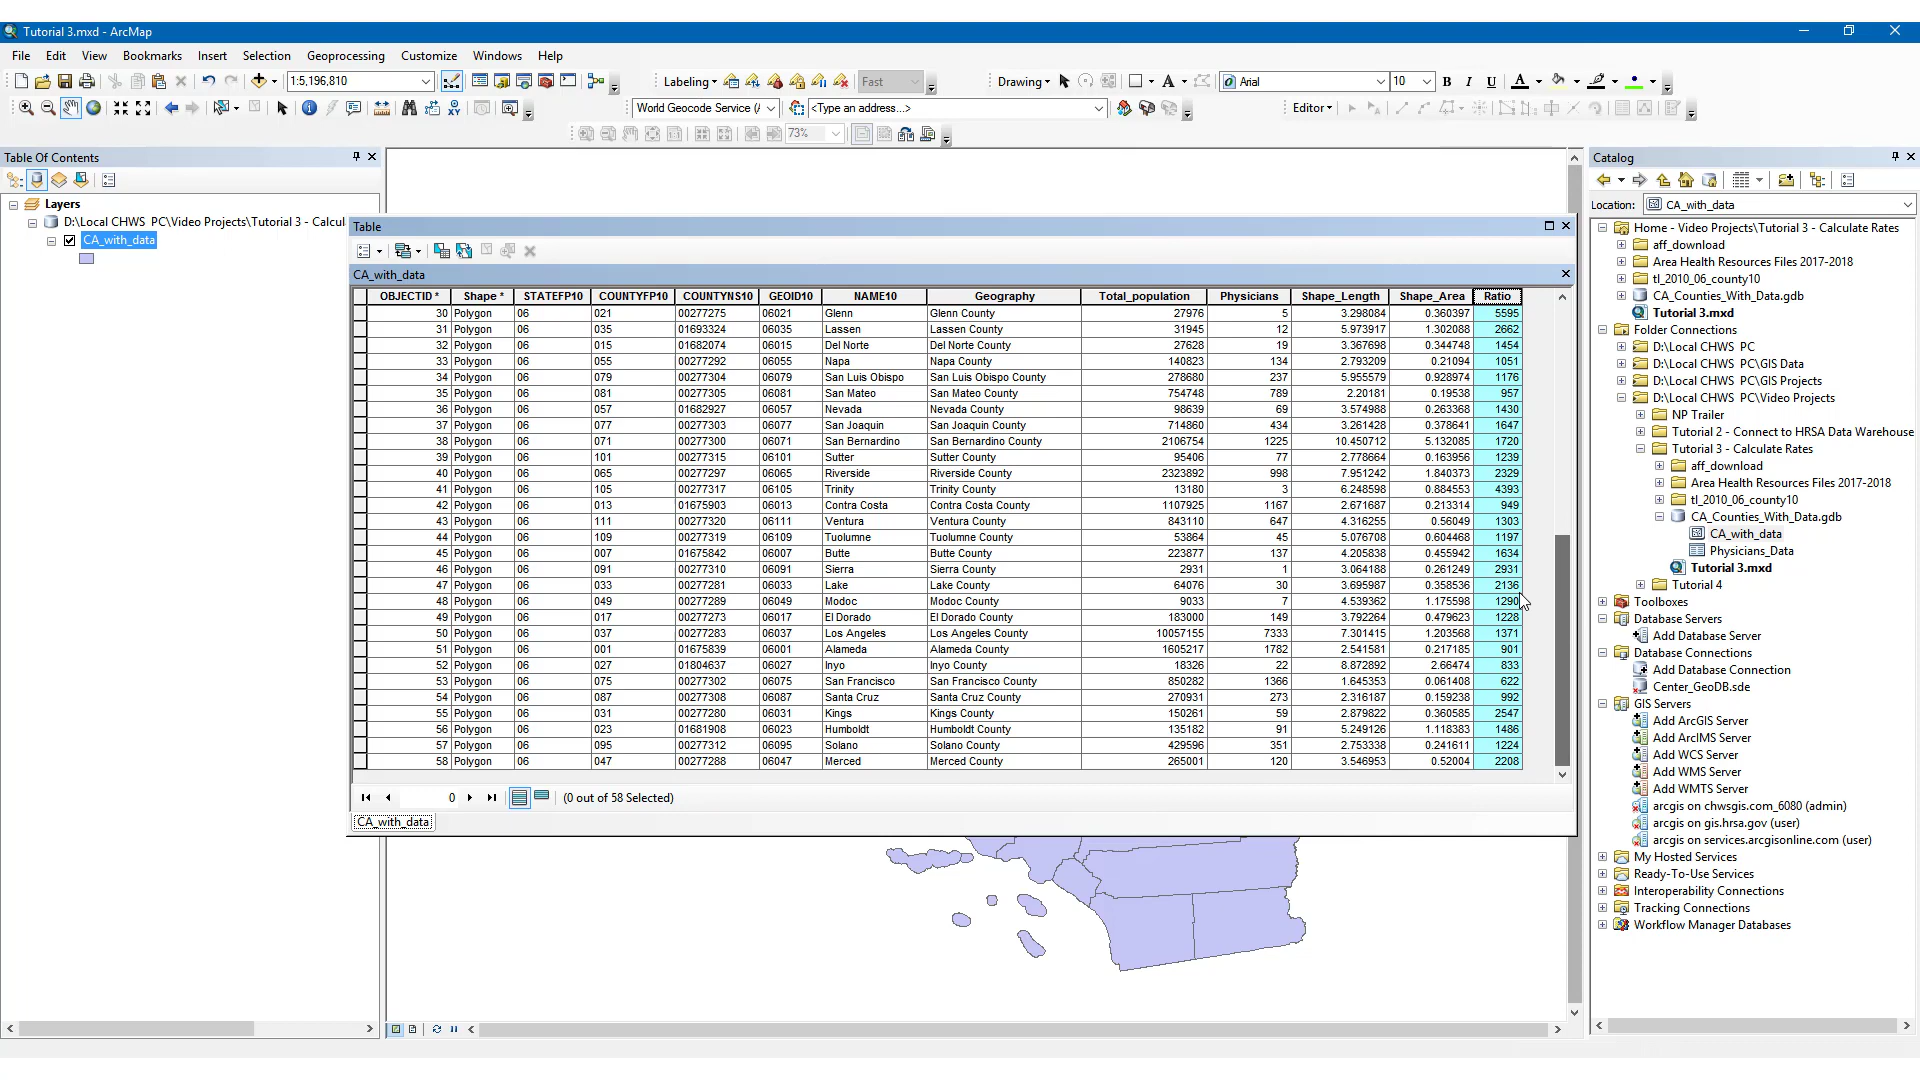 Tutorial 3.mxd - ArcMap
File Edit View Bookmarks Insert Selection Geoprocessing Customize Windows Help
1:5,196,810 Labeling Fast Drawing Arial 10 B I U A
World Geocode Service (A <Type an address...> Editor
73%
Table Of Contents
Layers
D:\Local CHWS PC\Video Projects\Tutorial 3 - Calcul
CA_with_data
Table
CA_with_data
OBJECTID * Shape * STATEFP10 COUNTYFP10 COUNTYNS10 GEOID10 NAME10 Geography Total_population Physicians Shape_Length Shape_Area Ratio
30 Polygon 06 021 00277275 06021 Glenn Glenn County 27976 5 3.298084 0.360397 5595
31 Polygon 06 035 01693324 06035 Lassen Lassen County 31945 12 5.973917 1.302088 2662
32 Polygon 06 015 01682074 06015 Del Norte Del Norte County 27628 19 3.367698 0.344748 1454
33 Polygon 06 055 00277292 06055 Napa Napa County 140823 134 2.793209 0.21094 1051
34 Polygon 06 079 00277304 06079 San Luis Obispo San Luis Obispo County 278680 237 5.955579 0.928974 1176
35 Polygon 06 081 00277305 06081 San Mateo San Mateo County 754748 789 2.20181 0.19538 957
36 Polygon 06 057 01682927 06057 Nevada Nevada County 98639 69 3.574988 0.263368 1430
37 Polygon 06 077 00277303 06077 San Joaquin San Joaquin County 714860 434 3.261428 0.378641 1647
38 Polygon 06 071 00277300 06071 San Bernardino San Bernardino County 2106754 1225 10.450712 5.132085 1720
39 Polygon 06 101 00277315 06101 Sutter Sutter County 95406 77 2.778664 0.163956 1239
40 Polygon 06 065 00277297 06065 Riverside Riverside County 2323892 998 7.951242 1.840373 2329
41 Polygon 06 105 00277317 06105 Trinity Trinity County 13180 3 6.248598 0.884553 4393
42 Polygon 06 013 01675903 06013 Contra Costa Contra Costa County 1107925 1167 2.671687 0.213314 949
43 Polygon 06 111 00277320 06111 Ventura Ventura County 843110 647 4.316255 0.56049 1303
44 Polygon 06 109 00277319 06109 Tuolumne Tuolumne County 53864 45 5.076708 0.604468 1197
45 Polygon 06 007 01675842 06007 Butte Butte County 223877 137 4.205838 0.455942 1634
46 Polygon 06 091 00277310 06091 Sierra Sierra County 2931 1 3.064188 0.261249 2931
47 Polygon 06 033 00277281 06033 Lake Lake County 64076 30 3.695987 0.358536 2136
48 Polygon 06 049 00277289 06049 Modoc Modoc County 9033 7 4.539362 1.175598 1290
49 Polygon 06 017 00277273 06017 El Dorado El Dorado County 183000 149 3.792264 0.479623 1228
50 Polygon 06 037 00277283 06037 Los Angeles Los Angeles County 10057155 7333 7.301415 1.203568 1371
51 Polygon 06 001 01675839 06001 Alameda Alameda County 1605217 1782 2.541581 0.217185 901
52 Polygon 06 027 01804637 06027 Inyo Inyo County 18326 22 8.872892 2.66474 833
53 Polygon 06 075 00277302 06075 San Francisco San Francisco County 850282 1366 1.645353 0.061408 622
54 Polygon 06 087 00277308 06087 Santa Cruz Santa Cruz County 270931 273 2.316187 0.159238 992
55 Polygon 06 031 00277280 06031 Kings Kings County 150261 59 2.879822 0.360585 2547
56 Polygon 06 023 01681908 06023 Humboldt Humboldt County 135182 91 5.249126 1.118383 1486
57 Polygon 06 095 00277312 06095 Solano Solano County 429596 351 2.753338 0.241611 1224
58 Polygon 06 047 00277288 06047 Merced Merced County 265001 120 3.546953 0.52004 2208
0 (0 out of 58 Selected)
CA_with_data
Catalog
Location: CA_with_data
Home - Video Projects\Tutorial 3 - Calculate Rates
aff_download
Area Health Resources Files 2017-2018
tl_2010_06_county10
CA_Counties_With_Data.gdb
Tutorial 3.mxd
Folder Connections
D:\Local CHWS PC
D:\Local CHWS PC\GIS Data
D:\Local CHWS PC\GIS Projects
D:\Local CHWS PC\Video Projects
NP Trailer
Tutorial 2 - Connect to HRSA Data Warehouse
Tutorial 3 - Calculate Rates
aff_download
Area Health Resources Files 2017-2018
tl_2010_06_county10
CA_Counties_With_Data.gdb
CA_with_data
Physicians_Data
Tutorial 3.mxd
Tutorial 4
Toolboxes
Database Servers
Add Database Server
Database Connections
Add Database Connection
Center_GeoDB.sde
GIS Servers
Add ArcGIS Server
Add ArcIMS Server
Add WCS Server
Add WMS Server
Add WMTS Server
arcgis on chwsgis.com_6080 (admin)
arcgis on gis.hrsa.gov (user)
arcgis on services.arcgisonline.com (user)
My Hosted Services
Ready-To-Use Services
Interoperability Connections
Tracking Connections
Workflow Manager Databases